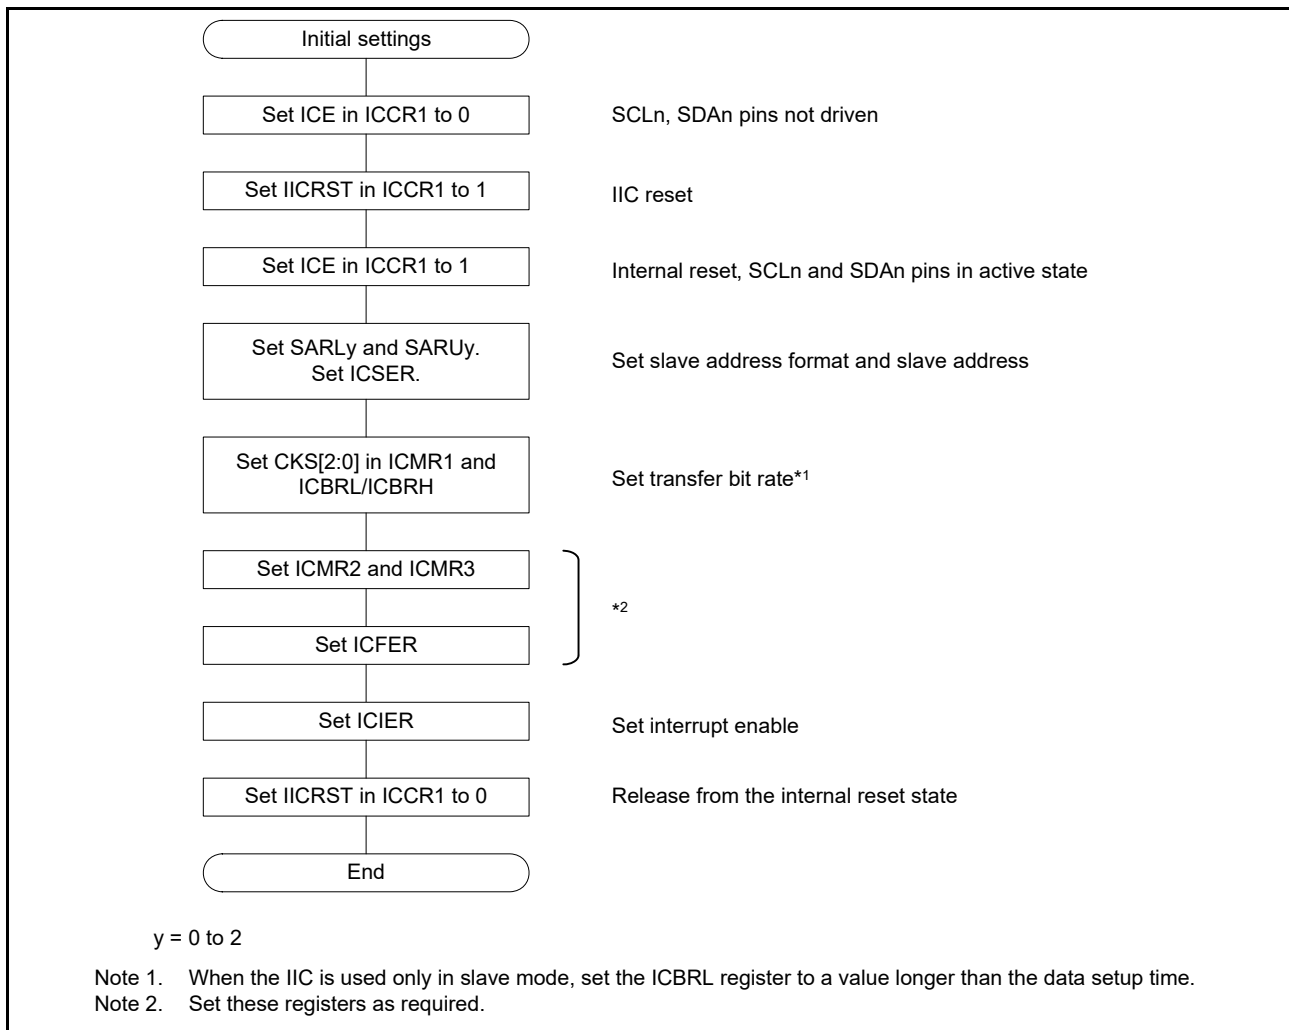 Initial settings
Set ICE in ICCR1 to 0
SCLn, SDAn pins not driven
Set IICRST in ICCR1 to 1
IIC reset
Set ICE in ICCR1 to 1
Internal reset, SCLn and SDAn pins in active state
Set SARLy and SARUy.
Set ICSER.
Set slave address format and slave address
Set CKS[2:0] in ICMR1 and
ICBRL/ICBRH
Set transfer bit rate*1
Set ICMR2 and ICMR3
*2
Set ICFER
Set ICIER
Set interrupt enable
Set IICRST in ICCR1 to 0
Release from the internal reset state
End
y = 0 to 2
Note 1. When the IIC is used only in slave mode, set the ICBRL register to a value longer than the data setup time.
Note 2. Set these registers as required.